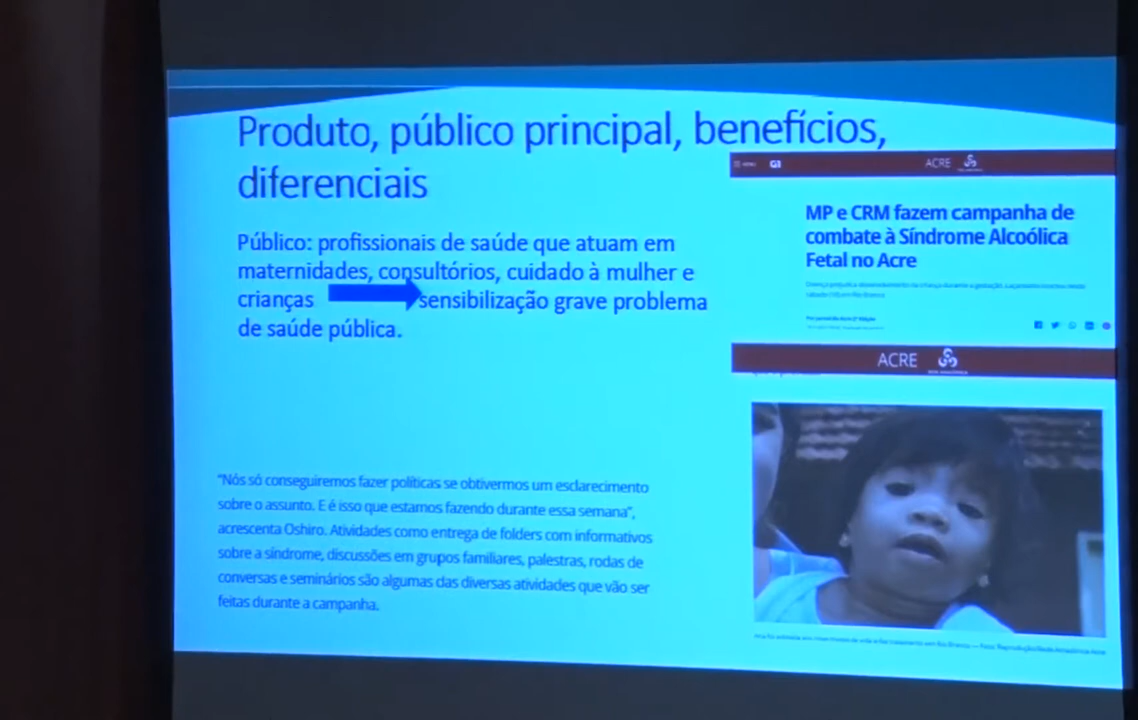 Produto, público principal, benefícios,
diferenciais
Público: profissionais de saúde que atuam em
maternidades, consultórios, cuidado à mulher e
crianças sensibilização grave problema
de saúde pública.
"Nós só conseguiremos fazer políticas se obtivermos um esclarecimento
sobre o assunto. E é isso que estamos fazendo durante essa semana",
acrescenta Oshiro. Atividades como entrega de folders com informativos
sobre a síndrome, discussões em grupos familiares, palestras, rodas de
conversas e seminários são algumas das diversas atividades que vão ser
feitas durante a campanha.
MENU G1 ACRE
MP e CRM fazem campanha de
combate à Síndrome Alcoólica
Fetal no Acre
ACRE